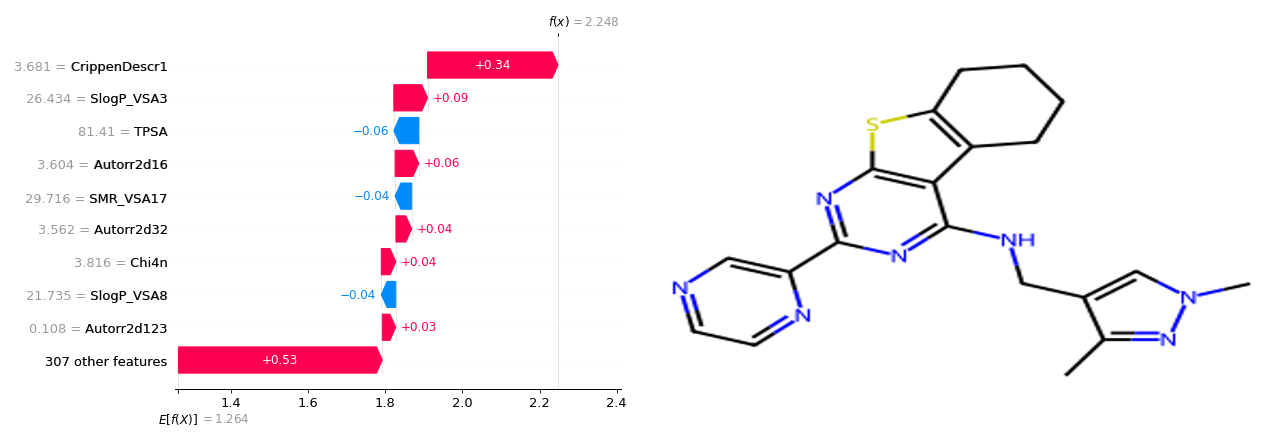 f(x) = 2.248
3.681 = CrippenDescr1
+0.34
26.434 = SlogP_VSA3
+0.09
81.41 = TPSA
−0.06
3.604 = Autorr2d16
+0.06
29.716 = SMR_VSA17
−0.04
3.562 = Autorr2d32
+0.04
3.816 = Chi4n
+0.04
21.735 = SlogP_VSA8
−0.04
0.108 = Autorr2d123
+0.03
307 other features
+0.53
1.4 1.6 1.8 2.0 2.2 2.4
E[f(X)] = 1.264
S
N
N
NH
N
N
N
N